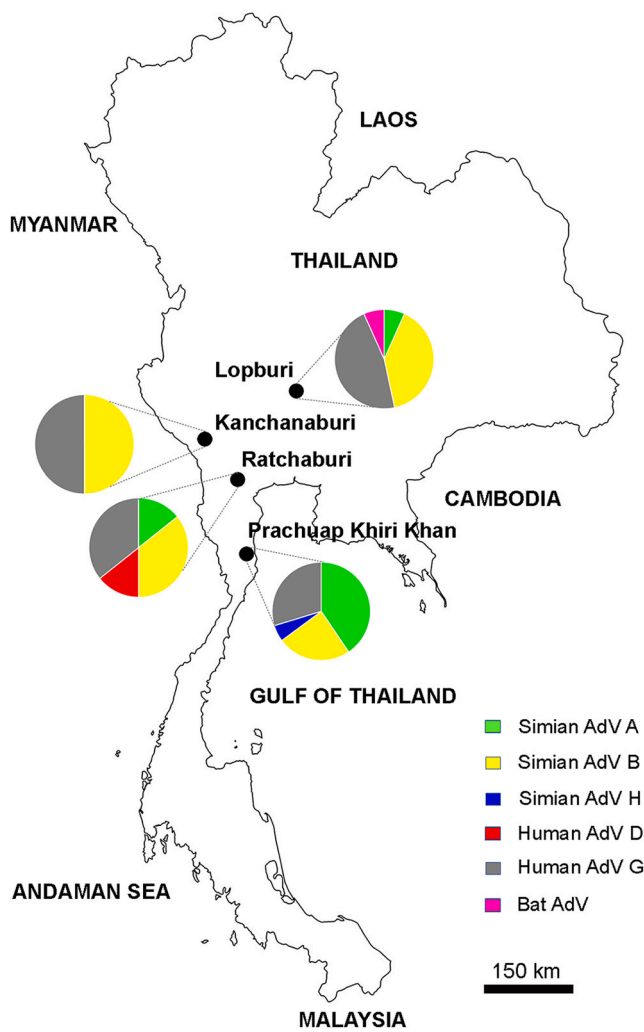 LAOS
MYANMAR
THAILAND
Lopburi
Kanchanaburi
Ratchaburi
CAMBODIA
Prachuap Khiri Khan
GULF OF THAILAND
Simian AdV A
Simian AdV B
Simian AdV H
Human AdV D
Human AdV G
Bat AdV
ANDAMAN SEA
150 km
MALAYSIA